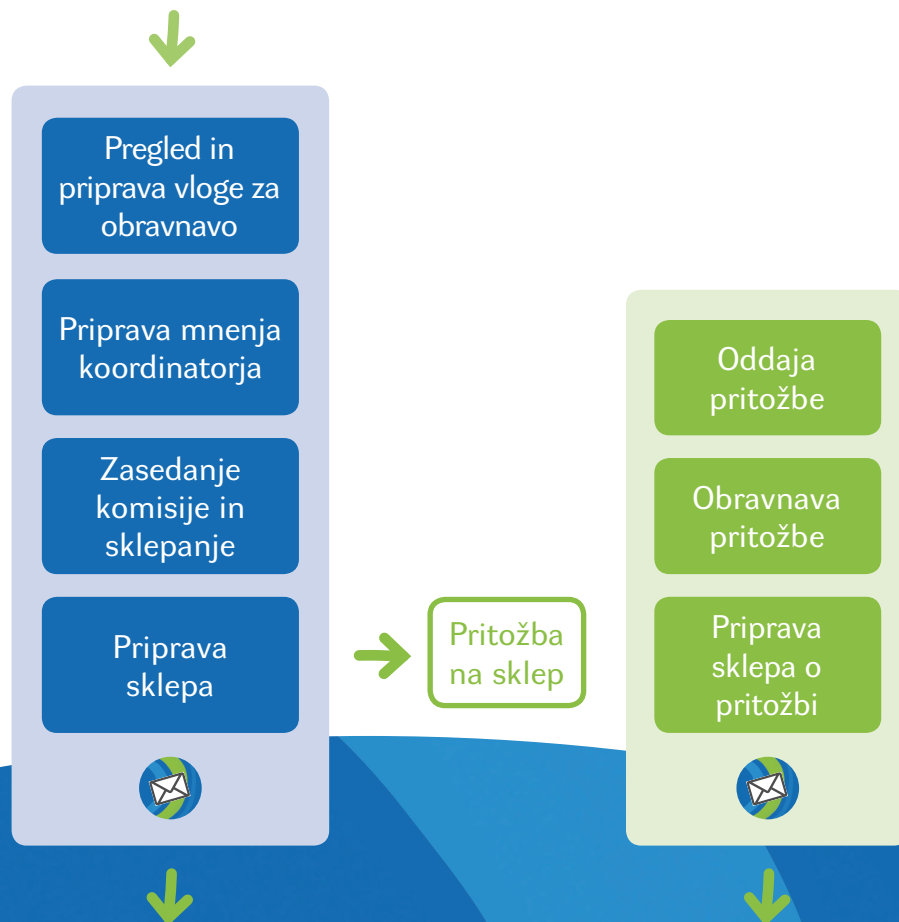 Pregled in
priprava vloge za
obravnavo
Priprava mnenja
koordinatorja
Zasedanje
komisije in
sklepanje
Priprava
sklepa
Pritožba
na sklep
Oddaja
pritožbe
Obravnava
pritožbe
Priprava
sklepa o
pritožbi